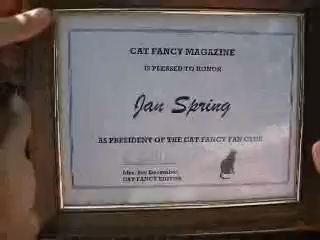 CAT FANCY MAGAZINE
IS PLEASED TO HONOR
Jan Spring
AS PRESIDENT OF THE CAT FANCY FAN CLUB
CAT FANCY EDITOR